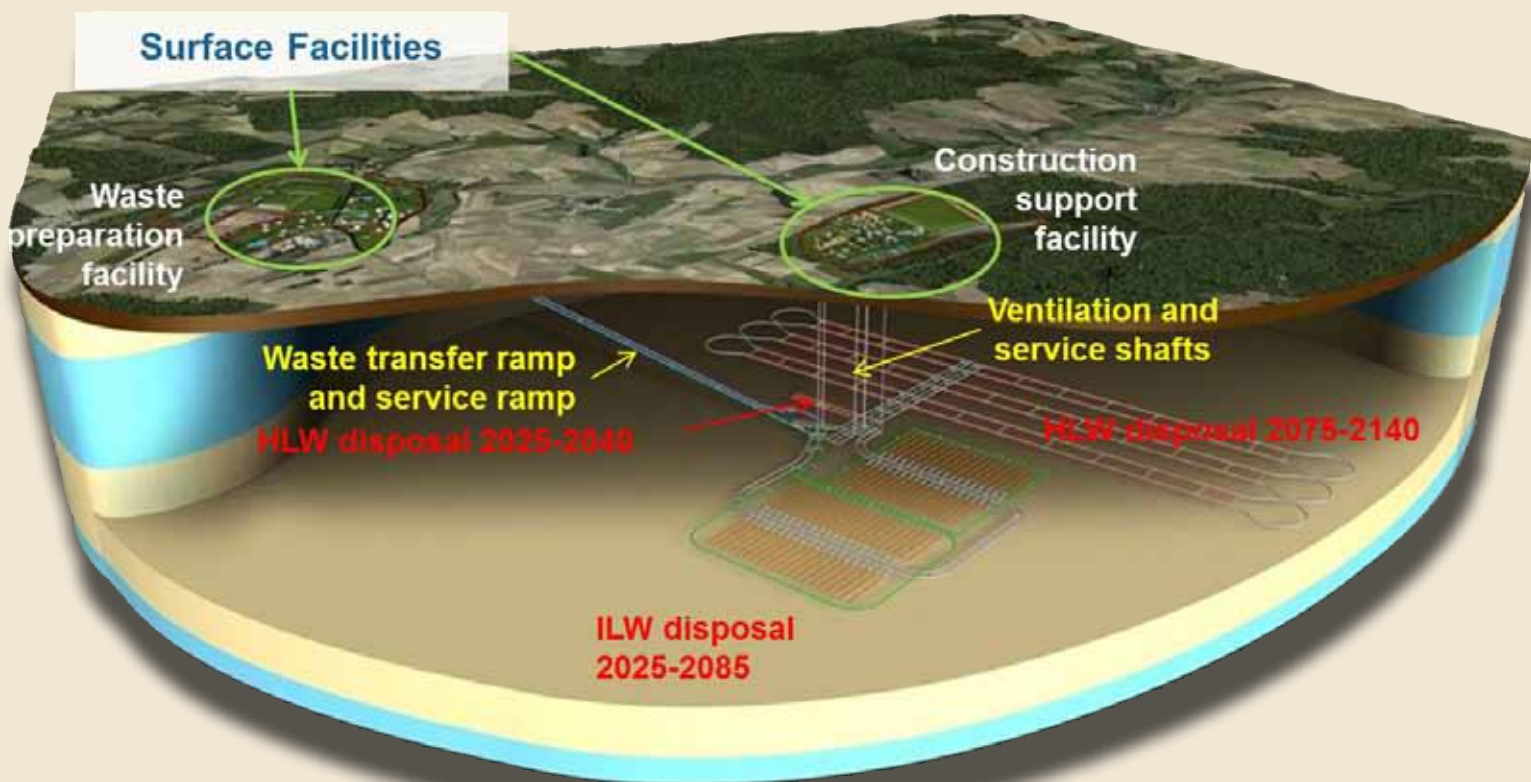 Surface Facilities
Waste
preparation
facility
Construction
support
facility
Ventilation and
service shafts
Waste transfer ramp
and service ramp
HLW disposal 2025-2040
HLW disposal 2075-2140
ILW disposal
2025-2085